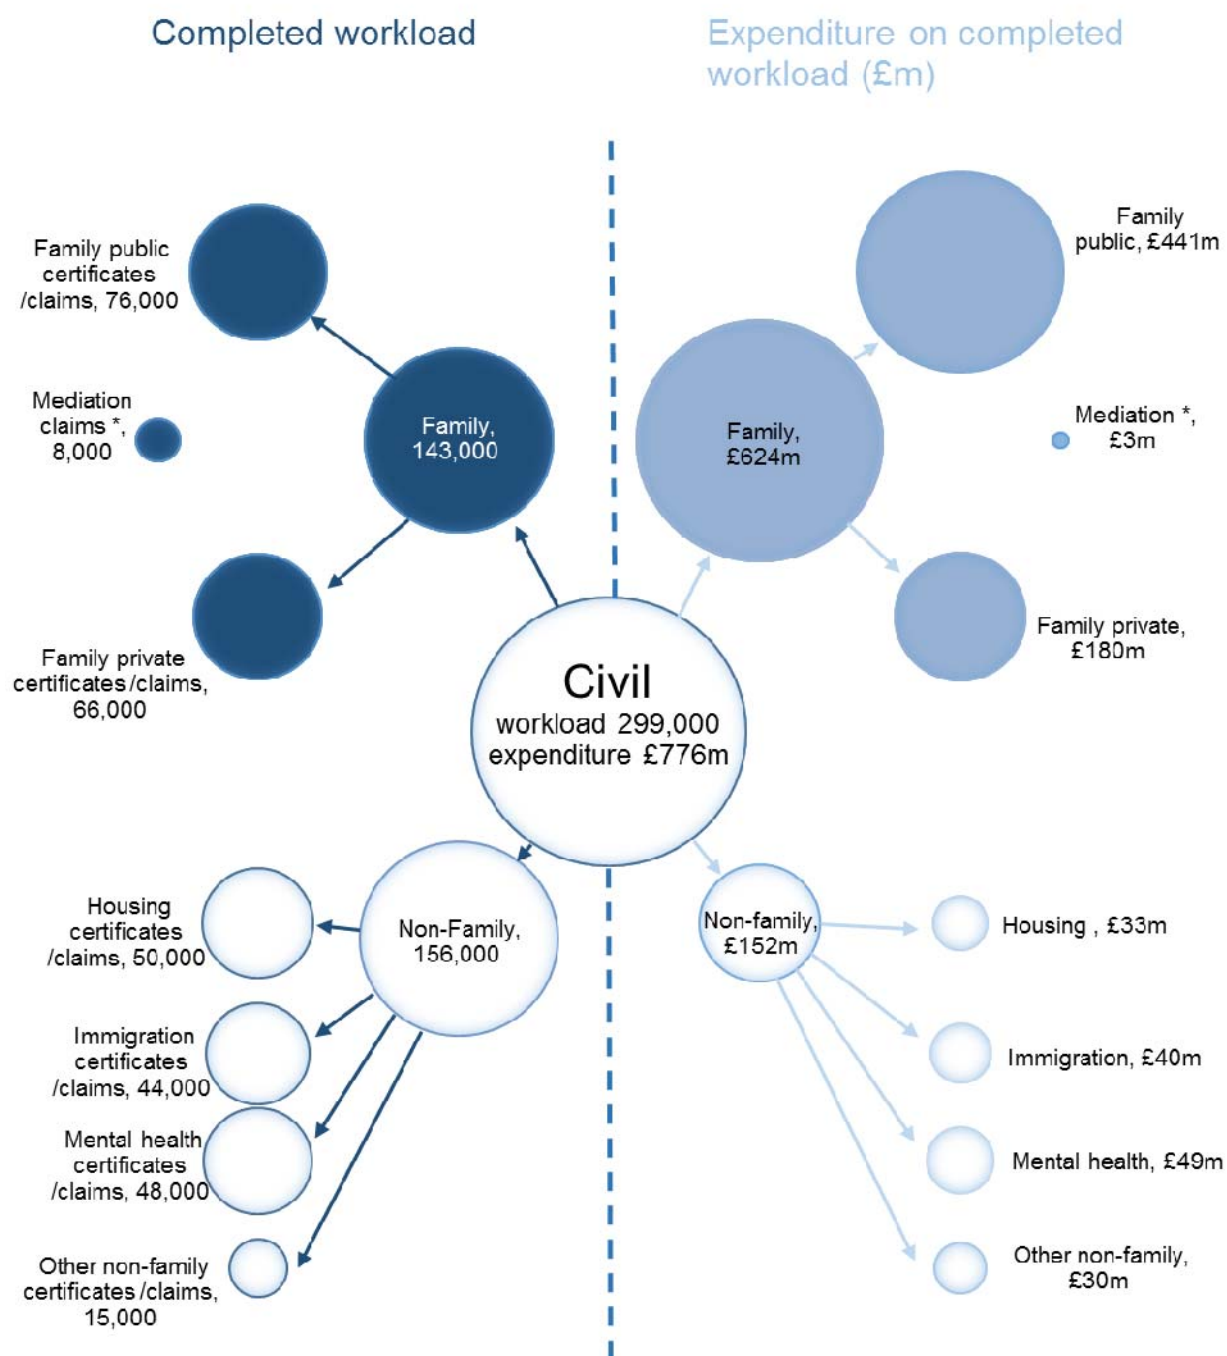 Completed workload
Expenditure on completed
workload (£m)
Family public
certificates
/claims, 76,000
Family
public, £441m
Mediation
claims *,
8,000
Family,
143,000
Family,
£624m
Mediation *,
£3m
Family private
certificates/claims,
66,000
Family private,
£180m
Civil
workload 299,000
expenditure £776m
Housing
certificates
/claims, 50,000
Non-Family,
156,000
Non-family,
£152m
Housing , £33m
Immigration
certificates
/claims, 44,000
Immigration, £40m
Mental health
certificates
/claims, 48,000
Mental health, £49m
Other non-family
certificates/claims,
15,000
Other non-family,
£30m